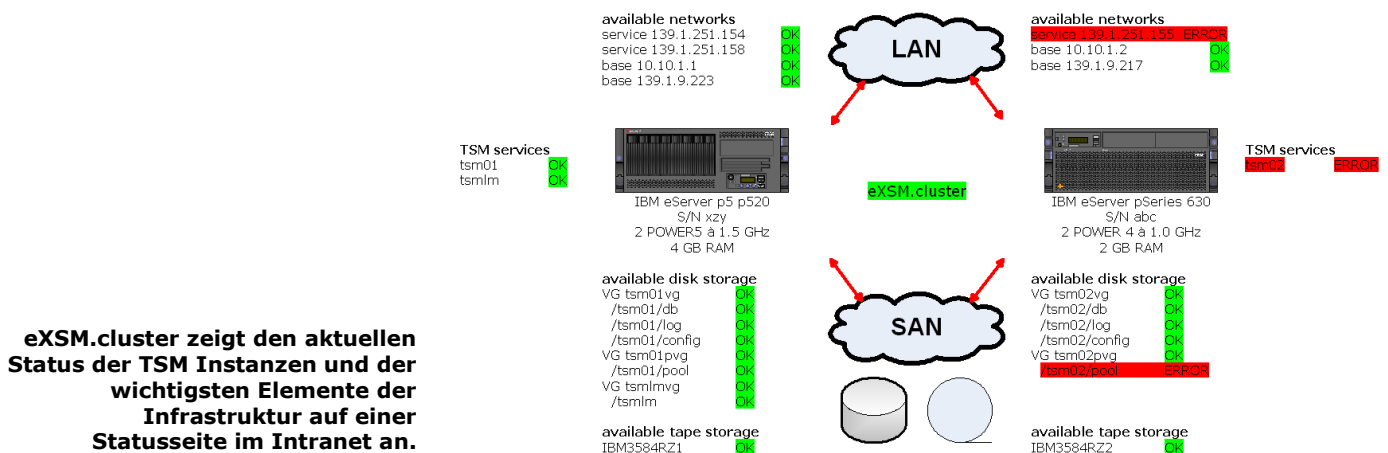 available networks
service 139.1.251.154 OK
service 139.1.251.158 OK
base 10.10.1.1 OK
base 139.1.9.223 OK
LAN
available networks
service 139.1.251.155 ERROR
base 10.10.1.2 OK
base 139.1.9.217 OK
TSM services
tsm01 OK
tsmlm OK
eXSM.cluster
TSM services
tsm02 ERROR
IBM eServer p5 p520
S/N xzy
2 POWER5 à 1.5 GHz
4 GB RAM
IBM eServer pSeries 630
S/N abc
2 POWER 4 à 1.0 GHz
2 GB RAM
available disk storage
VG tsm01vg OK
/tsm01/db OK
/tsm01/log OK
/tsm01/config OK
VG tsm01pvg OK
/tsm01/pool OK
VG tsmlmvg OK
/tsmlm OK
SAN
available disk storage
VG tsm02vg OK
/tsm02/db OK
/tsm02/log OK
/tsm02/config OK
VG tsm02pvg OK
/tsm02/pool ERROR
eXSM.cluster zeigt den aktuellen
Status der TSM Instanzen und der
wichtigsten Elemente der
Infrastruktur auf einer
Statusseite im Intranet an.
available tape storage
IBM3584RZ1 OK
available tape storage
IBM3584RZ2 OK